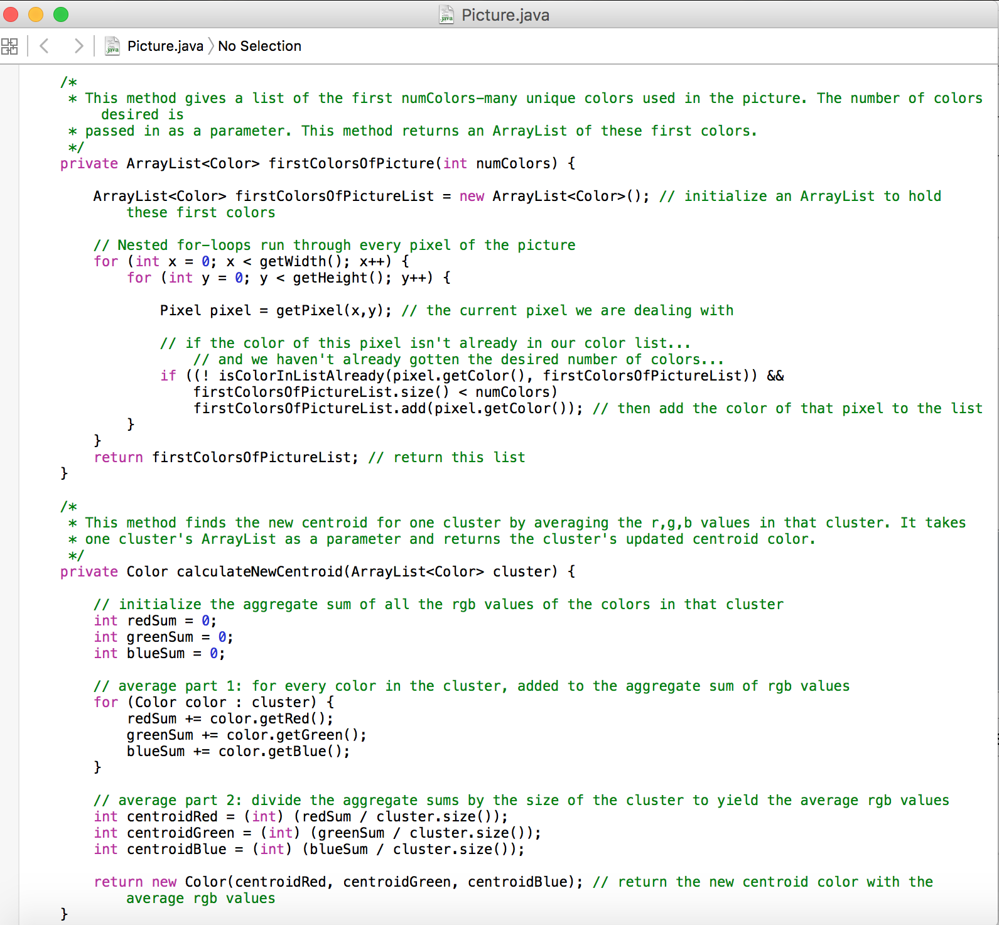 Picture.java
Picture.java 〉 No Selection
/*
 * This method gives a list of the first numColors-many unique colors used in the picture. The number of colors
     desired is
 * passed in as a parameter. This method returns an ArrayList of these first colors.
 */
private ArrayList<Color> firstColorsOfPicture(int numColors) {

    ArrayList<Color> firstColorsOfPictureList = new ArrayList<Color>(); // initialize an ArrayList to hold
        these first colors

    // Nested for-loops run through every pixel of the picture
    for (int x = 0; x < getWidth(); x++) {
        for (int y = 0; y < getHeight(); y++) {

            Pixel pixel = getPixel(x,y); // the current pixel we are dealing with

            // if the color of this pixel isn't already in our color list...
                // and we haven't already gotten the desired number of colors...
            if ((! isColorInListAlready(pixel.getColor(), firstColorsOfPictureList)) &&
                firstColorsOfPictureList.size() < numColors)
                firstColorsOfPictureList.add(pixel.getColor()); // then add the color of that pixel to the list
        }
    }
    return firstColorsOfPictureList; // return this list
}

/*
 * This method finds the new centroid for one cluster by averaging the r,g,b values in that cluster. It takes
 * one cluster's ArrayList as a parameter and returns the cluster's updated centroid color.
 */
private Color calculateNewCentroid(ArrayList<Color> cluster) {

    // initialize the aggregate sum of all the rgb values of the colors in that cluster
    int redSum = 0;
    int greenSum = 0;
    int blueSum = 0;

    // average part 1: for every color in the cluster, added to the aggregate sum of rgb values
    for (Color color : cluster) {
        redSum += color.getRed();
        greenSum += color.getGreen();
        blueSum += color.getBlue();
    }

    // average part 2: divide the aggregate sums by the size of the cluster to yield the average rgb values
    int centroidRed = (int) (redSum / cluster.size());
    int centroidGreen = (int) (greenSum / cluster.size());
    int centroidBlue = (int) (blueSum / cluster.size());

    return new Color(centroidRed, centroidGreen, centroidBlue); // return the new centroid color with the
        average rgb values
}